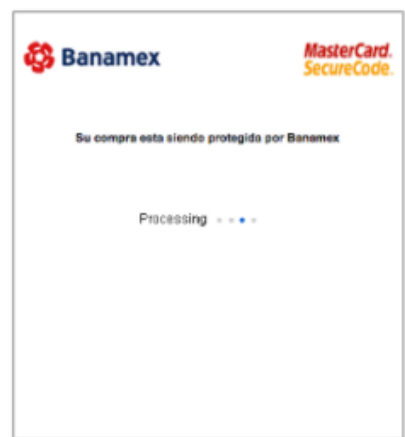 Banamex
MasterCard.
SecureCode.
Su compra esta siendo protegida por Banamex
Processing